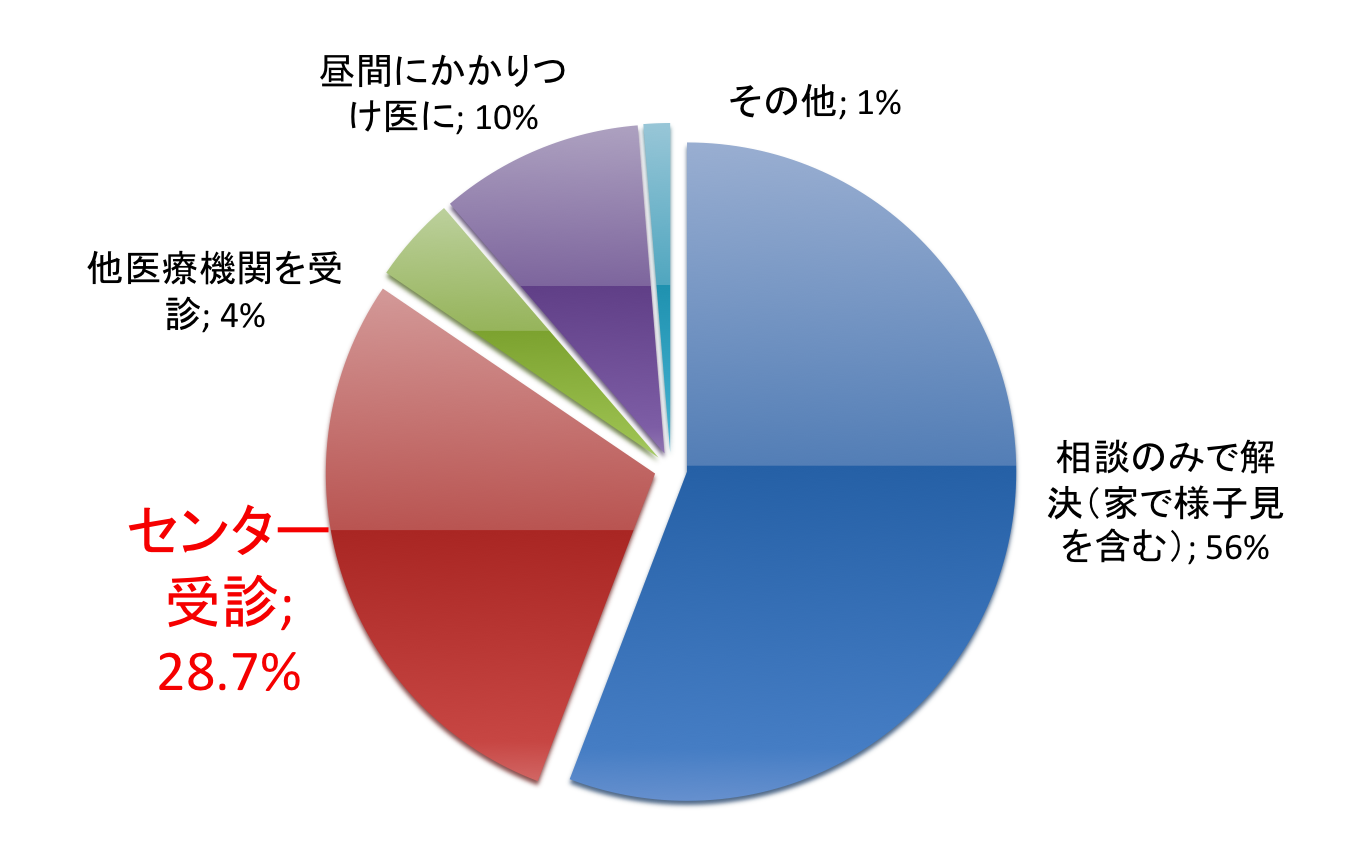 昼間にかかりつ
け医に; 10%
その他; 1%
他医療機関を受
診; 4%
相談のみで解
決（家で様子見
を含む）; 56%
センター
受診;
28.7%